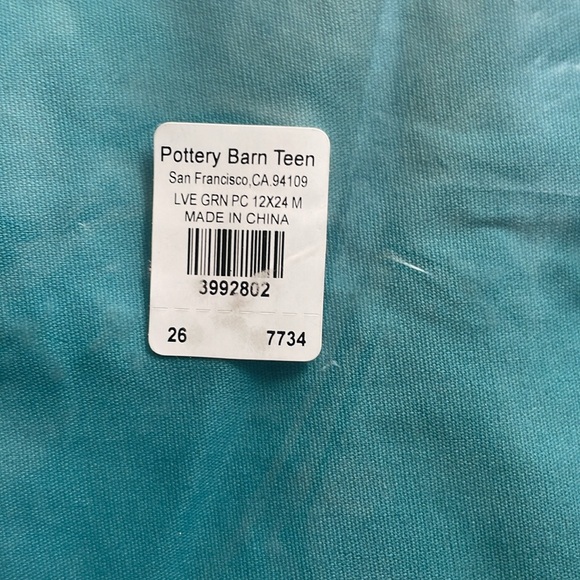 Pottery Barn Teen
San Francisco,CA.94109
LVE GRN PC 12X24 M
MADE IN CHINA
3992802
26 7734